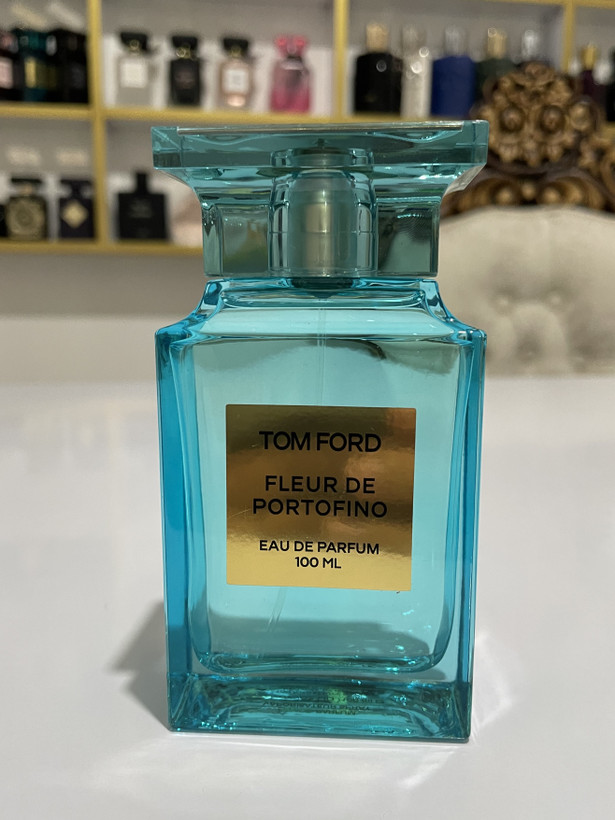 TOM FORD
FLEUR DE
PORTOFINO
EAU DE PARFUM
100 ML